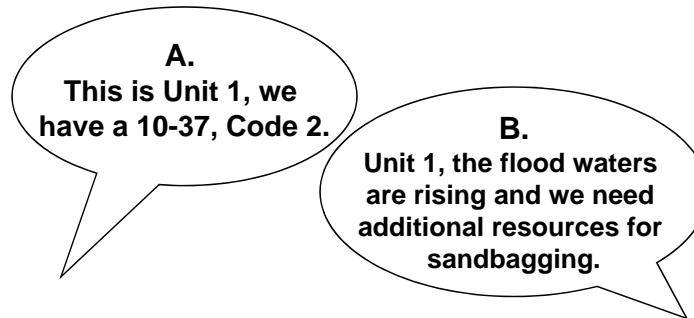 A.
This is Unit 1, we
have a 10-37, Code 2.
B.
Unit 1, the flood waters
are rising and we need
additional resources for
sandbagging.